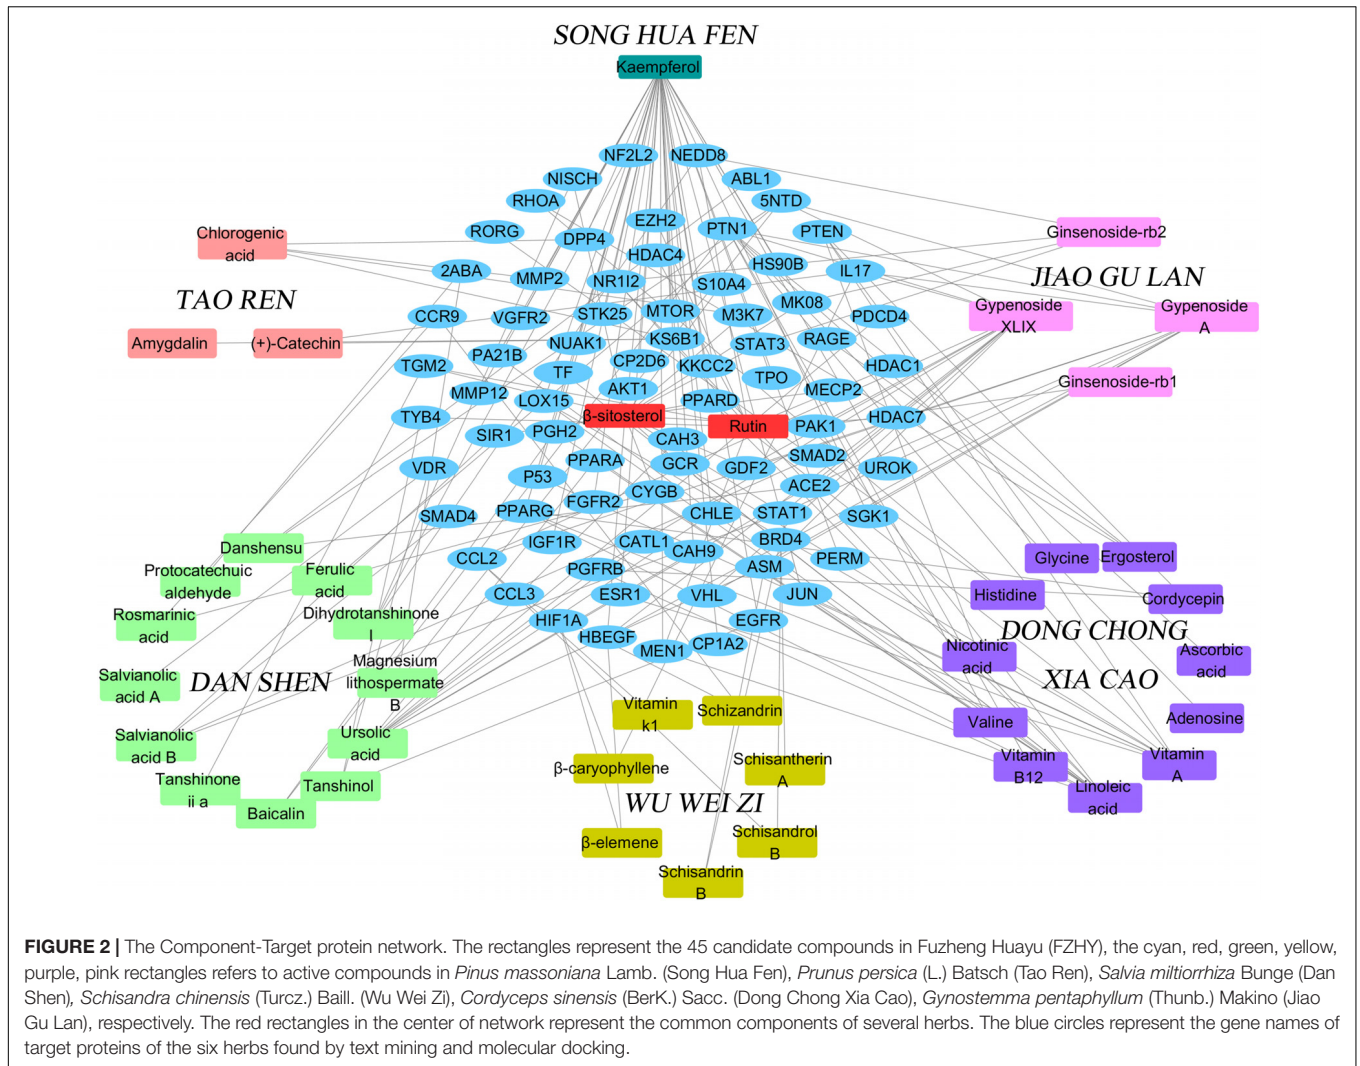 SONG HUA FEN
Kaempferol
NF2L2
NEDD8
NISCH
ABL1
RHOA
5NTD
EZH2
PTN1
PTEN
RORG
DPP4
Ginsenoside-rb2
Chlorogenic
acid
HDAC4
HS90B
2ABA
MMP2
NR1I2
S10A4
IL17
JIAO GU LAN
TAO REN
CCR9
VGFR2
STK25
MTOR
M3K7
MK08
PDCD4
Gypenoside
XLIX
Gypenoside
A
Amygdalin
(+)-Catechin
PA21B
NUAK1
KS6B1
STAT3
RAGE
TGM2
TF
CP2D6
KKCC2
TPO
HDAC1
MMP12
LOX15
AKT1
PPARD
MECP2
Ginsenoside-rb1
TYB4
β-sitosterol
Rutin
PAK1
HDAC7
SIR1
PGH2
CAH3
SMAD2
VDR
P53
PPARA
GCR
GDF2
UROK
ACE2
SMAD4
PPARG
FGFR2
CYGB
CHLE
STAT1
SGK1
IGF1R
CATL1
CAH9
BRD4
PERM
CCL2
PGFRB
ASM
CCL3
ESR1
VHL
JUN
HIF1A
HBEGF
MEN1
CP1A2
EGFR
Danshensu
Protocatechuic
aldehyde
Ferulic
acid
Rosmarinic
acid
Dihydrotanshinone
I
Salvianolic
acid A
DAN SHEN
Magnesium
lithospermate
B
Salvianolic
acid B
Ursolic
acid
Tanshinone
ii a
Tanshinol
Baicalin
Vitamin
k1
Schizandrin
β-caryophyllene
Schisantherin
A
WU WEI ZI
β-elemene
Schisandrol
B
Schisandrin
B
Glycine
Ergosterol
Histidine
Cordycepin
DONG CHONG
Nicotinic
acid
Ascorbic
acid
XIA CAO
Valine
Adenosine
Vitamin
B12
Vitamin
A
Linoleic
acid
FIGURE 2 | The Component-Target protein network. The rectangles represent the 45 candidate compounds in Fuzheng Huayu (FZHY), the cyan, red, green, yellow,
purple, pink rectangles refers to active compounds in Pinus massoniana Lamb. (Song Hua Fen), Prunus persica (L.) Batsch (Tao Ren), Salvia miltiorrhiza Bunge (Dan
Shen), Schisandra chinensis (Turcz.) Baill. (Wu Wei Zi), Cordyceps sinensis (BerK.) Sacc. (Dong Chong Xia Cao), Gynostemma pentaphyllum (Thunb.) Makino (Jiao
Gu Lan), respectively. The red rectangles in the center of network represent the common components of several herbs. The blue circles represent the gene names of
target proteins of the six herbs found by text mining and molecular docking.